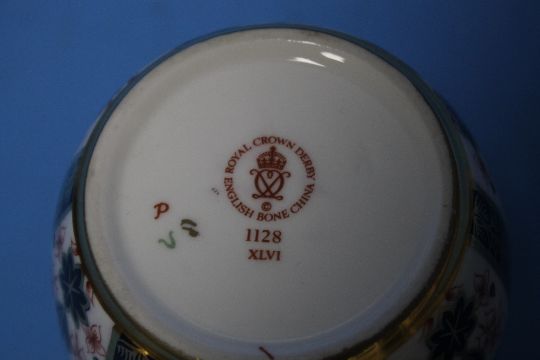 ROYAL CROWN DERBY
ENGLISH BONE CHINA
©
1128
XLVI
P